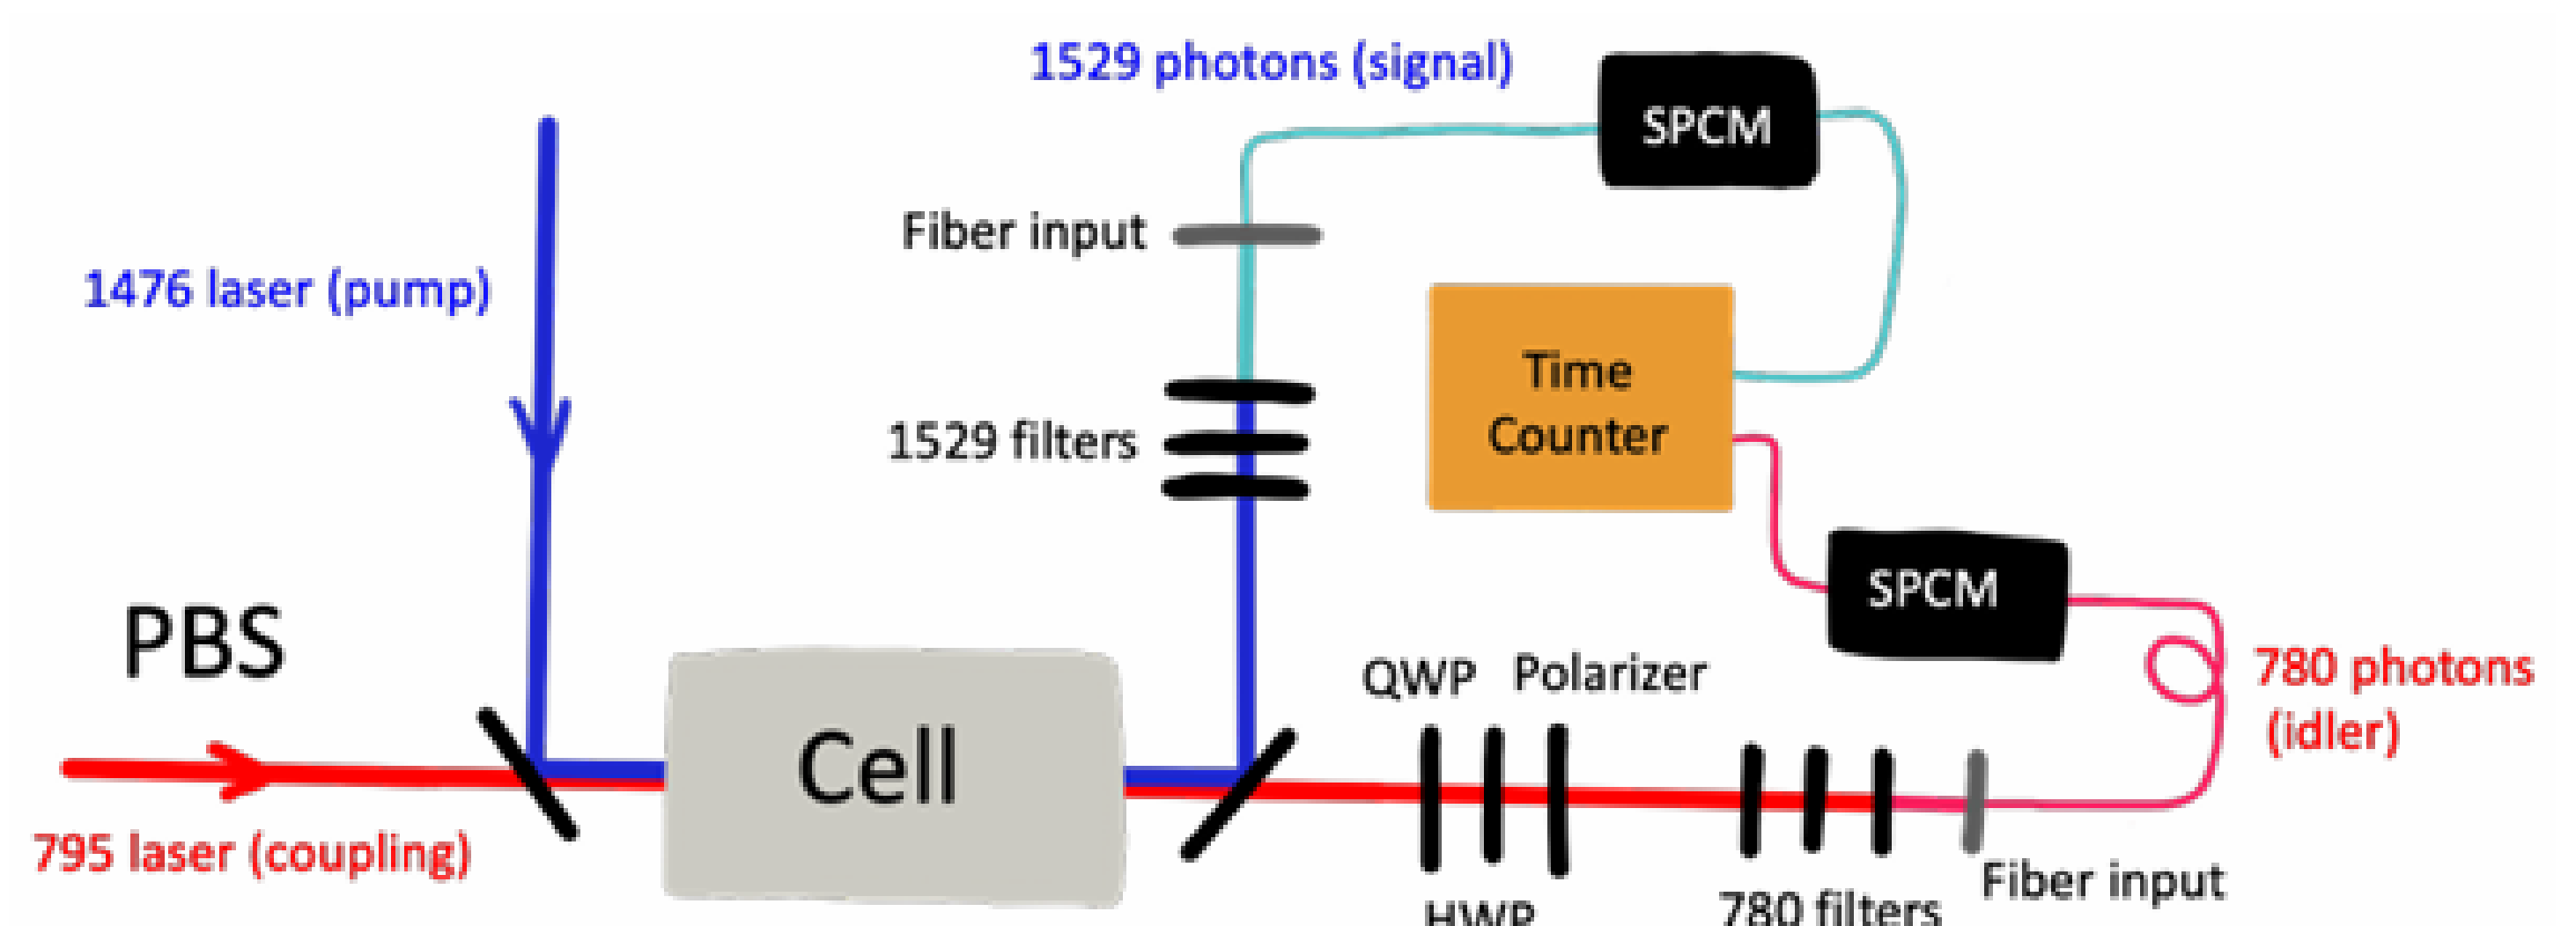 1529 photons (signal)
SPCM
Fiber input
1476 laser (pump)
Time
Counter
1529 filters
SPCM
PBS
QWP Polarizer
780 photons
(idler)
Cell
795 laser (coupling)
Fiber input
HWP
780 filters